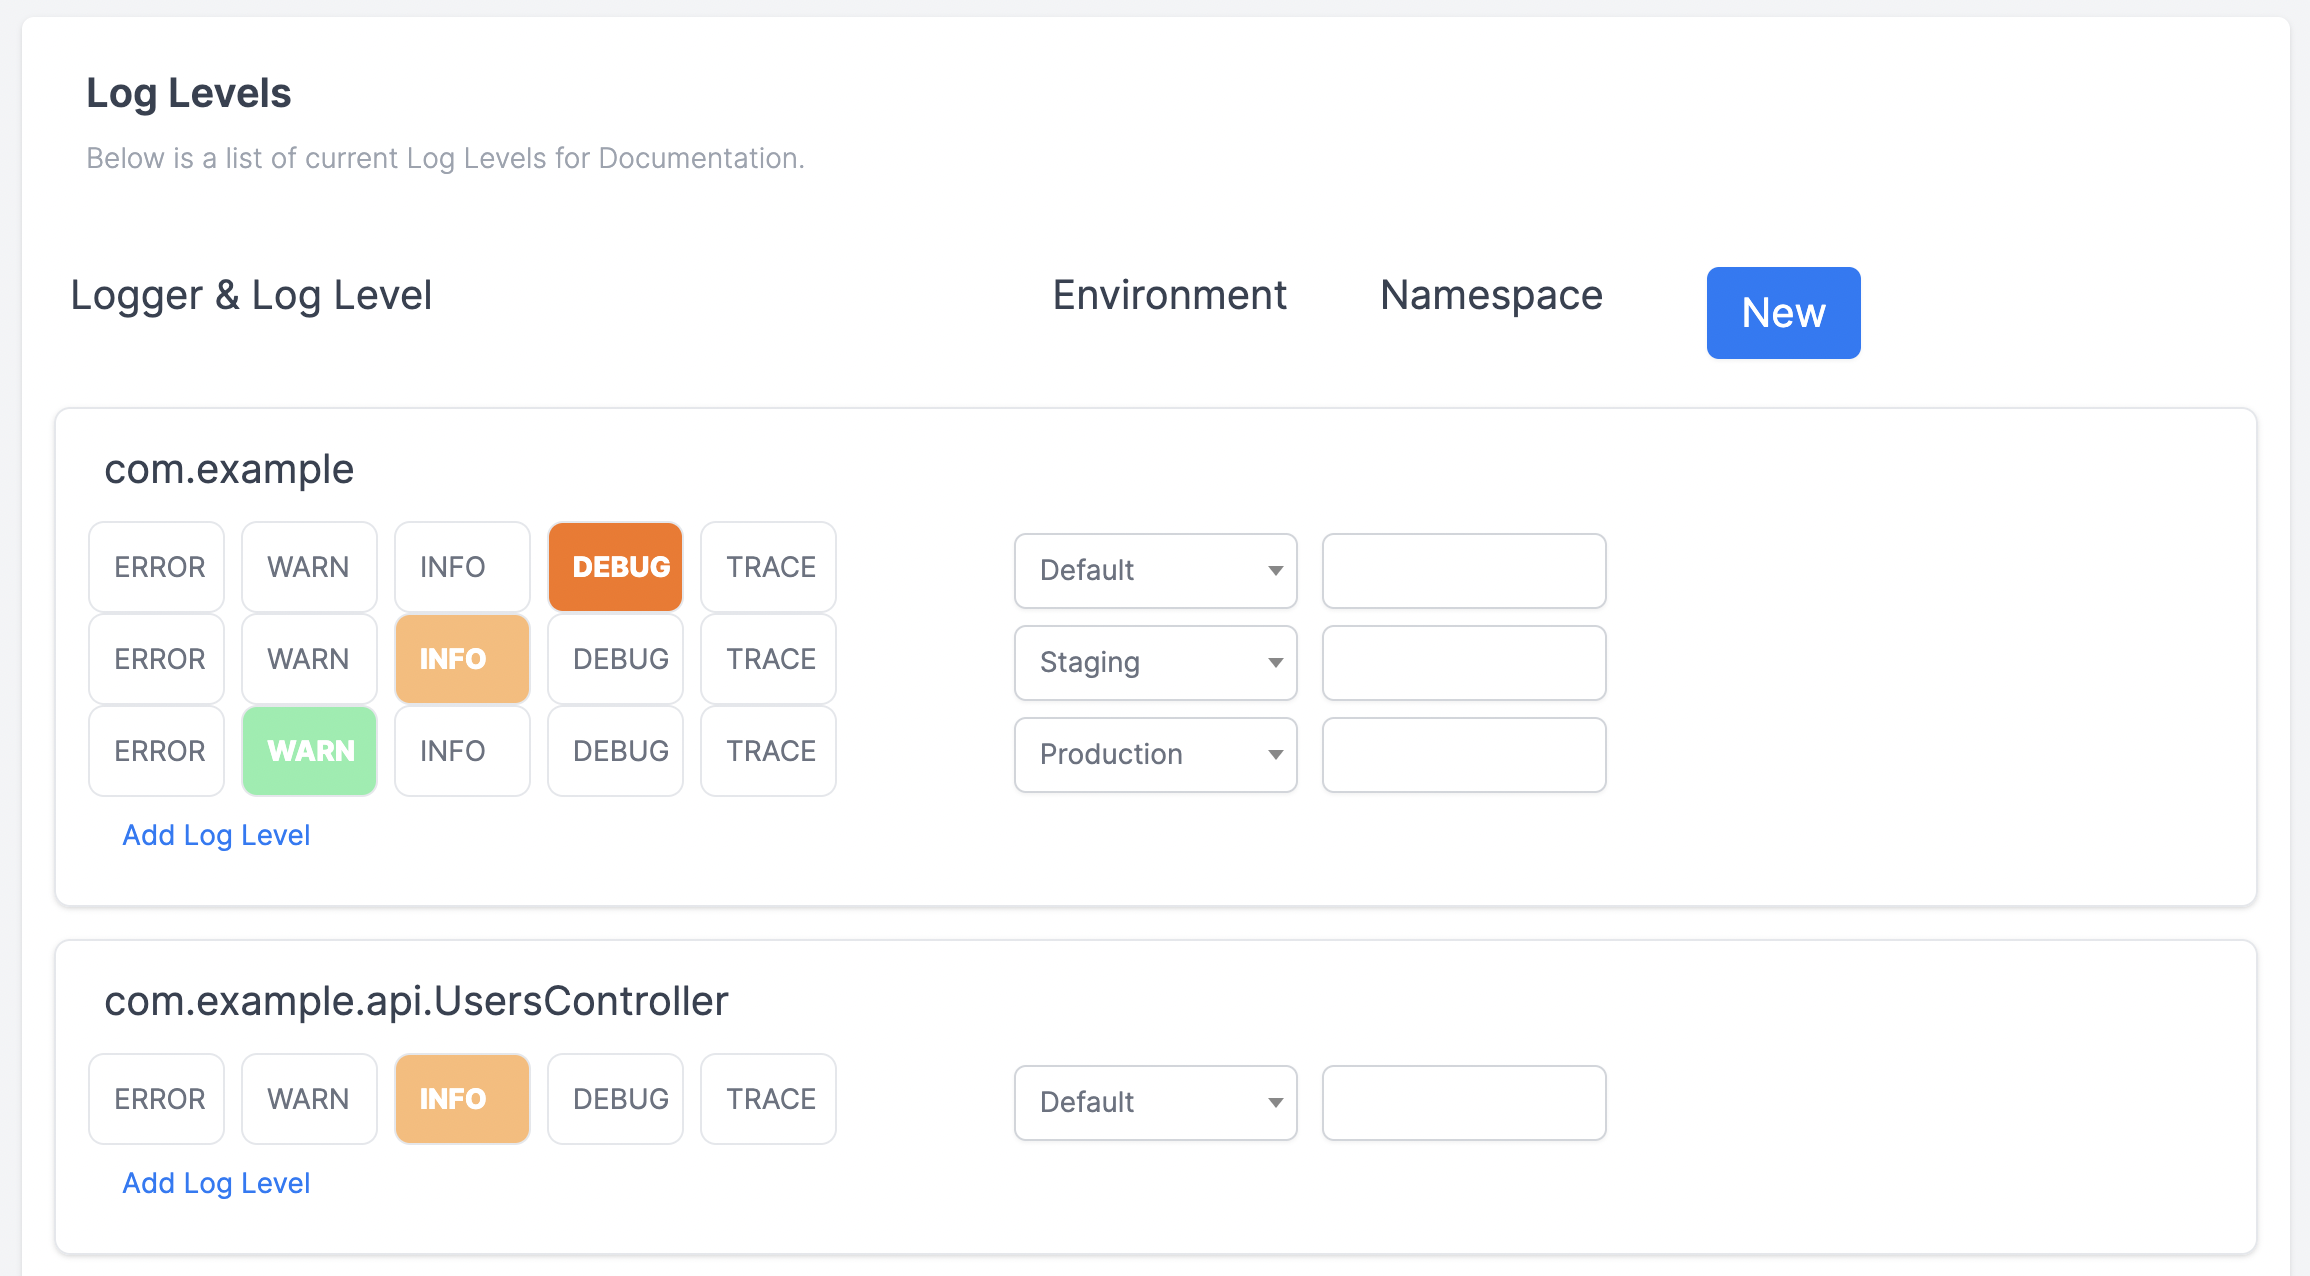 Log Levels
Below is a list of current Log Levels for Documentation.
Logger & Log Level Environment Namespace New
com.example
ERROR WARN INFO DEBUG TRACE Default
ERROR WARN INFO DEBUG TRACE Staging
ERROR WARN INFO DEBUG TRACE Production
Add Log Level
com.example.api.UsersController
ERROR WARN INFO DEBUG TRACE Default
Add Log Level